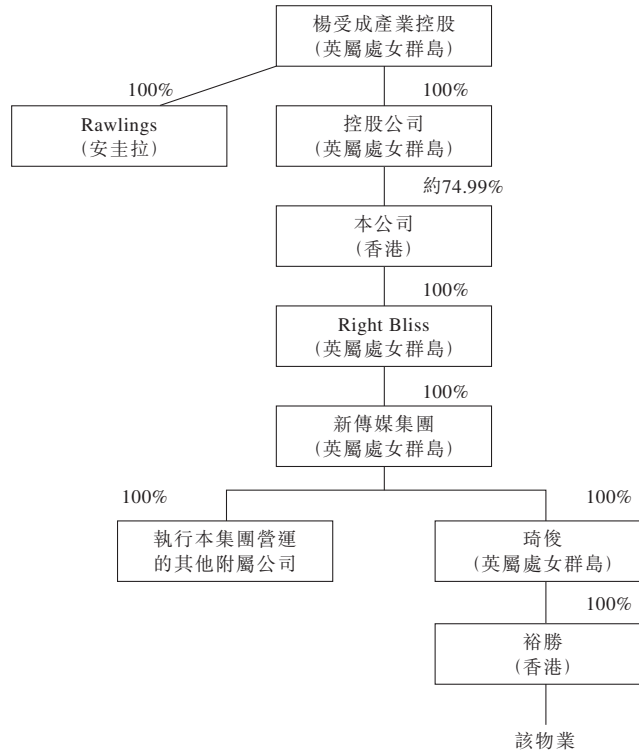 楊受成產業控股
(英屬處女群島)
100%
100%
Rawlings
(安圭拉)
控股公司
(英屬處女群島)
約74.99%
本公司
(香港)
100%
Right Bliss
(英屬處女群島)
100%
新傳媒集團
(英屬處女群島)
100%
100%
執行本集團營運
的其他附屬公司
琦俊
(英屬處女群島)
100%
裕勝
(香港)
該物業